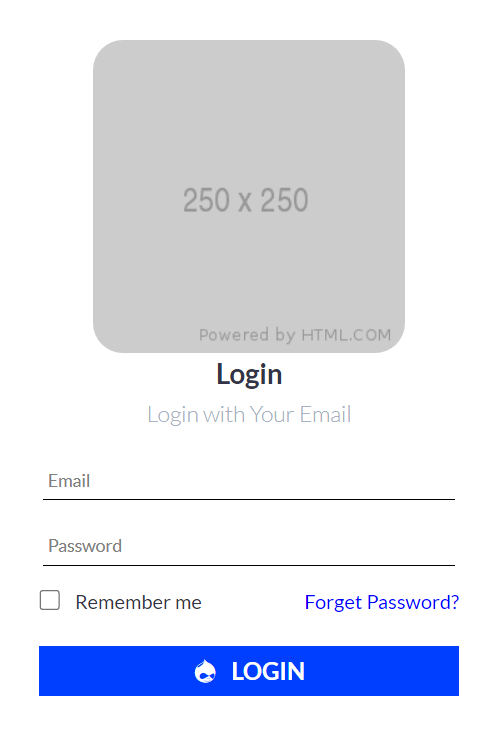 250 x 250
Powered by HTML.COM
Login
Login with Your Email
Email
Password
Remember me Forget Password?
LOGIN